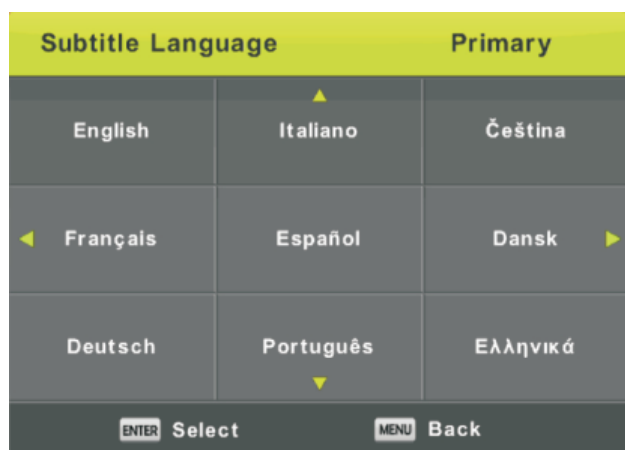 Subtitle Language Primary
English Italiano Čeština
Français Español Dansk
Deutsch Português Ελληνικά
ENTER Select MENU Back